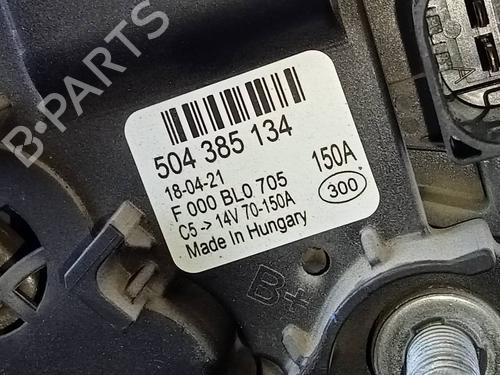 B-PARTS
504 385 134
18-04-21
150A
F 000 BL0 705
300
C5 -> 14V 70-150A
Made In Hungary
B+